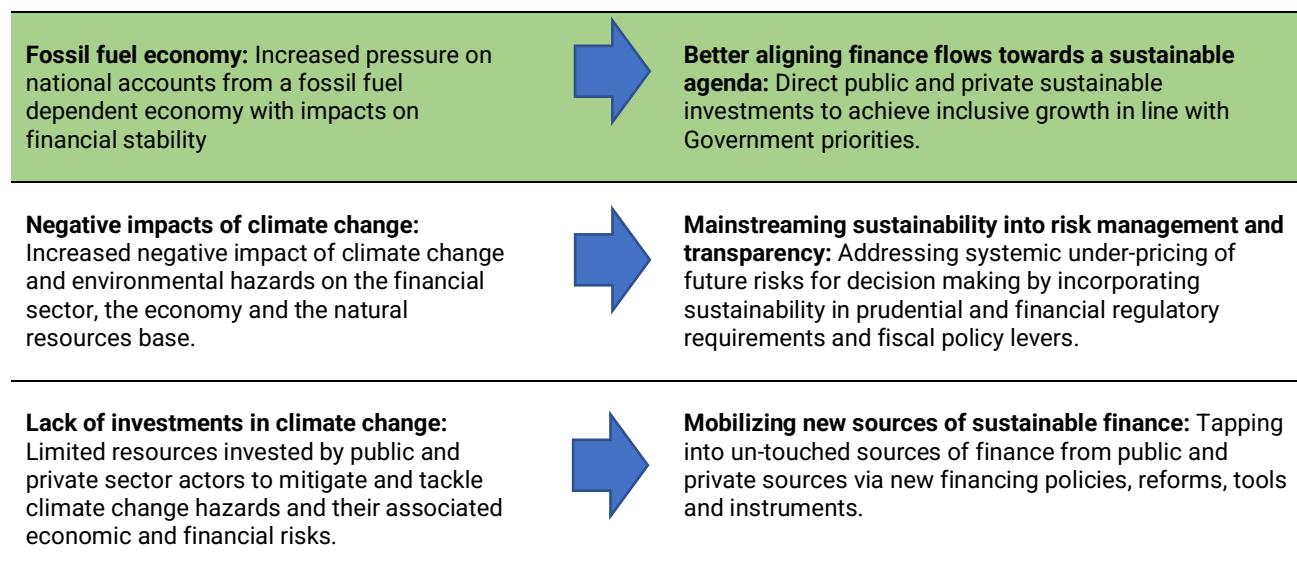 Fossil fuel economy: Increased pressure on
national accounts from a fossil fuel
dependent economy with impacts on
financial stability
Better aligning finance flows towards a sustainable
agenda: Direct public and private sustainable
investments to achieve inclusive growth in line with
Government priorities.
Negative impacts of climate change:
Increased negative impact of climate change
and environmental hazards on the financial
sector, the economy and the natural
resources base.
Mainstreaming sustainability into risk management and
transparency: Addressing systemic under-pricing of
future risks for decision making by incorporating
sustainability in prudential and financial regulatory
requirements and fiscal policy levers.
Lack of investments in climate change:
Limited resources invested by public and
private sector actors to mitigate and tackle
climate change hazards and their associated
economic and financial risks.
Mobilizing new sources of sustainable finance: Tapping
into un-touched sources of finance from public and
private sources via new financing policies, reforms, tools
and instruments.